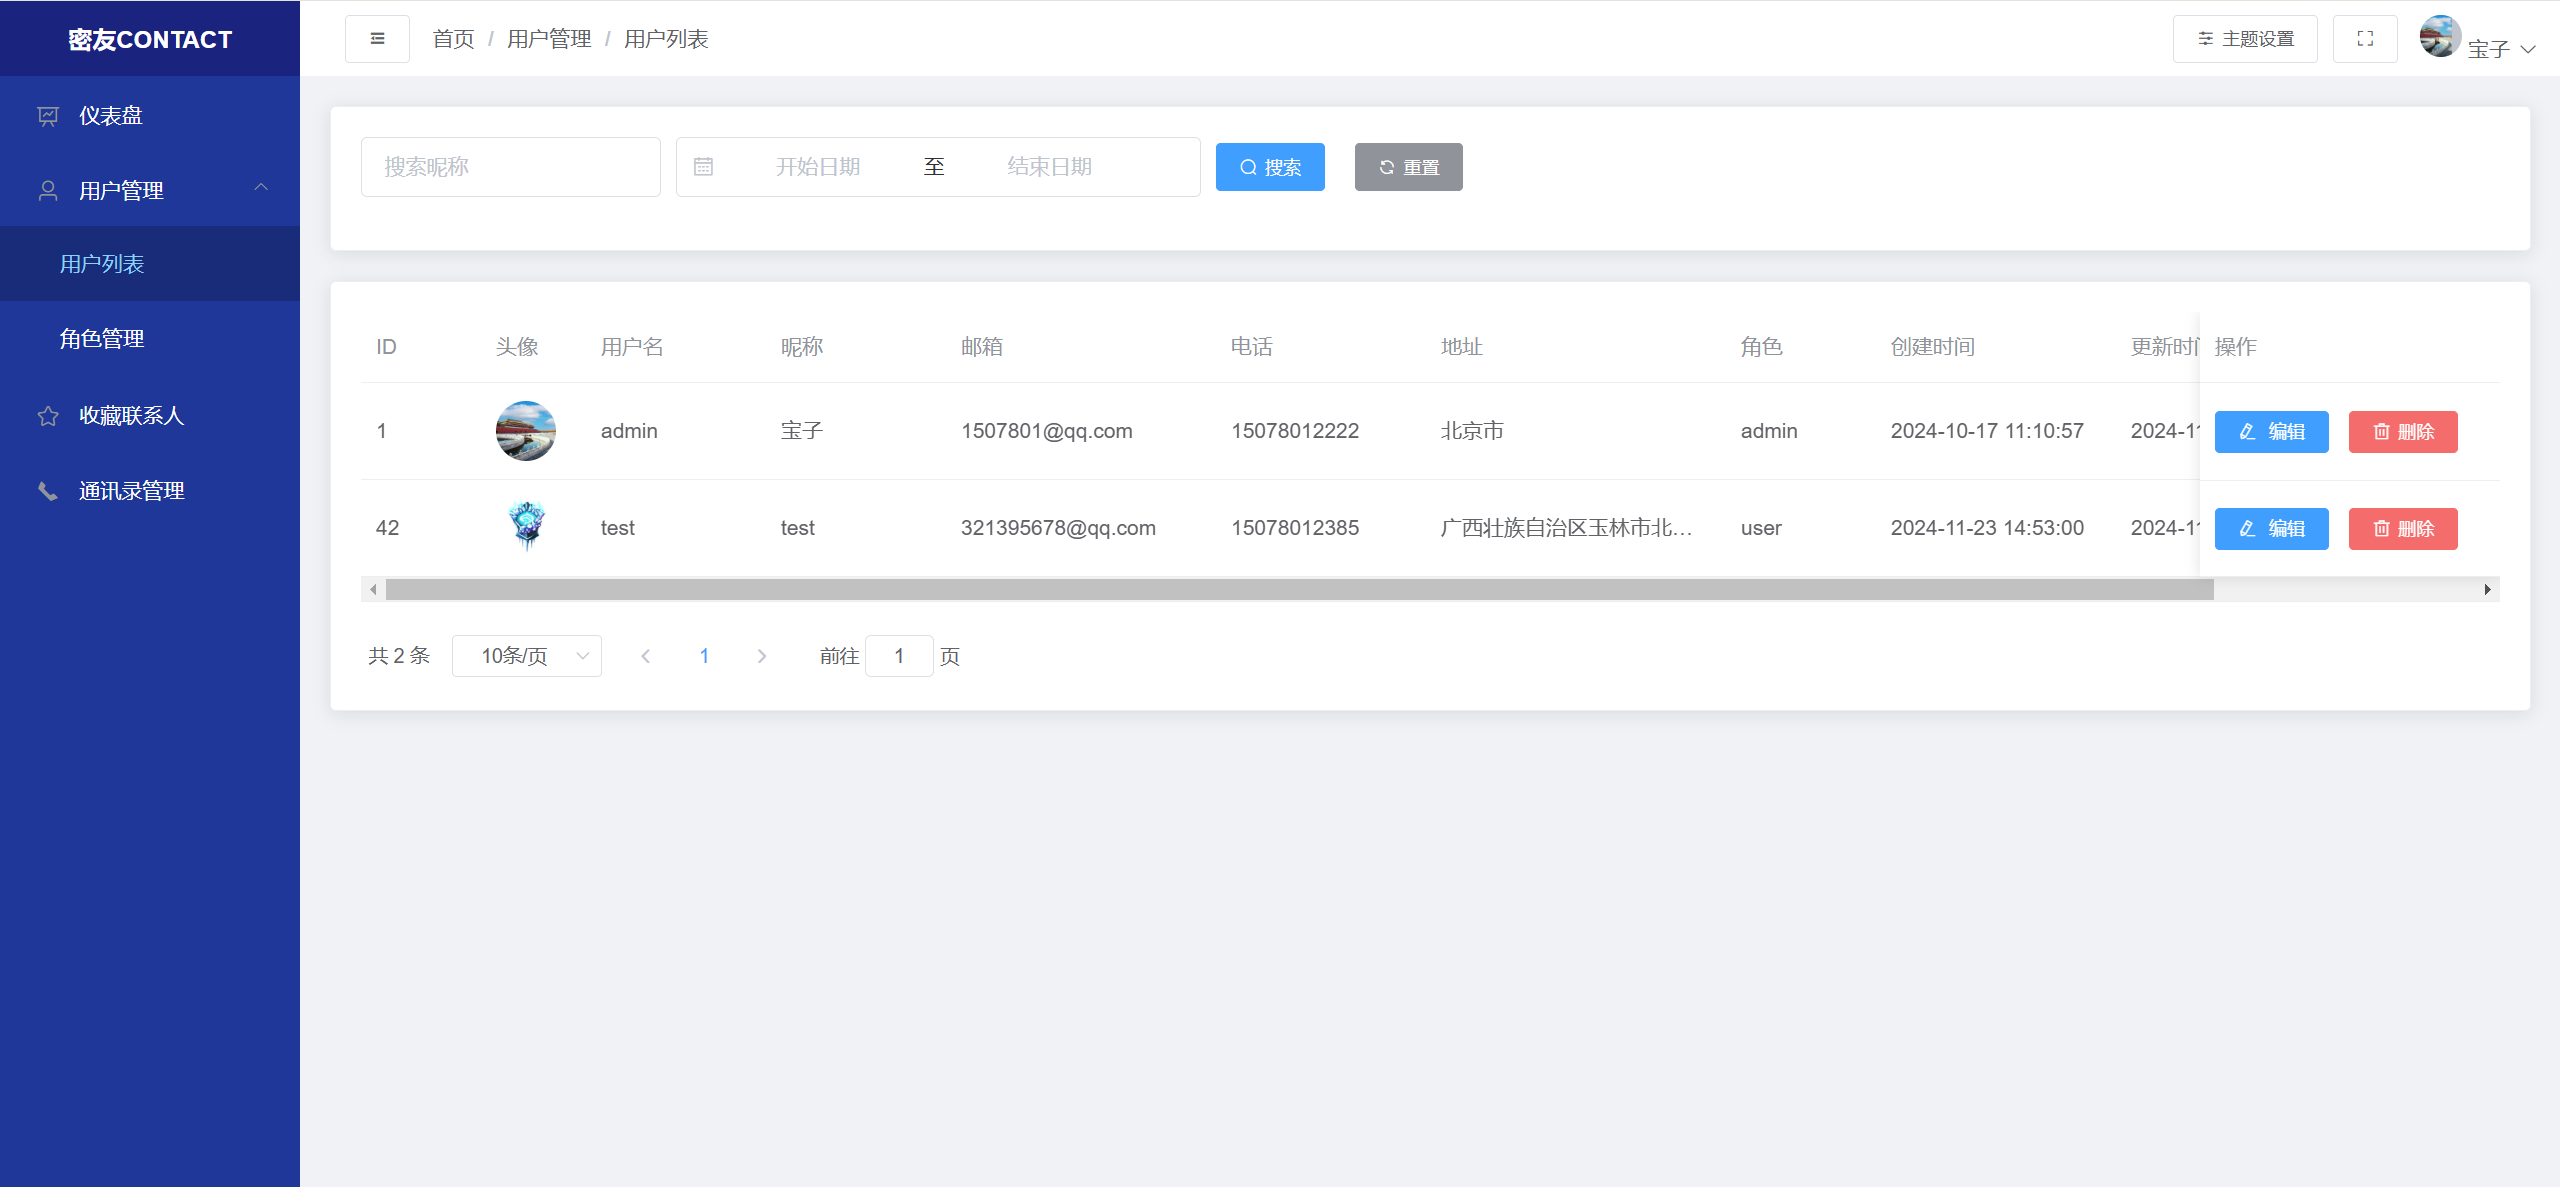 密友CONTACT
首页 / 用户管理 / 用户列表
主题设置
宝子
仪表盘
用户管理
用户列表
角色管理
收藏联系人
通讯录管理
搜索昵称
开始日期 至 结束日期
搜索
重置
ID 头像 用户名 昵称 邮箱 电话 地址 角色 创建时间 更新时 操作
1 admin 宝子 1507801@qq.com 15078012222 北京市 admin 2024-10-17 11:10:57 2024-1 编辑 删除
42 test test 321395678@qq.com 15078012385 广西壮族自治区玉林市北… user 2024-11-23 14:53:00 2024-1 编辑 删除
共 2 条 10条/页 1 前往 1 页